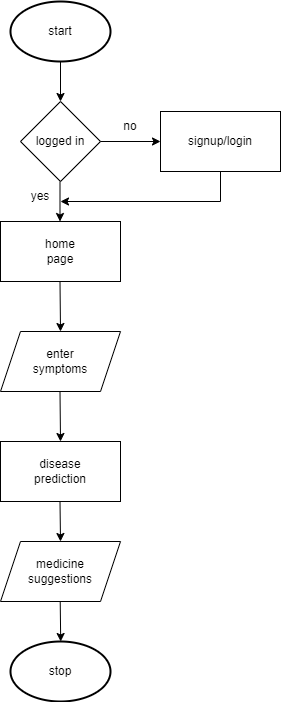 start
logged in
no
signup/login
yes
home
page
enter
symptoms
disease
prediction
medicine
suggestions
stop